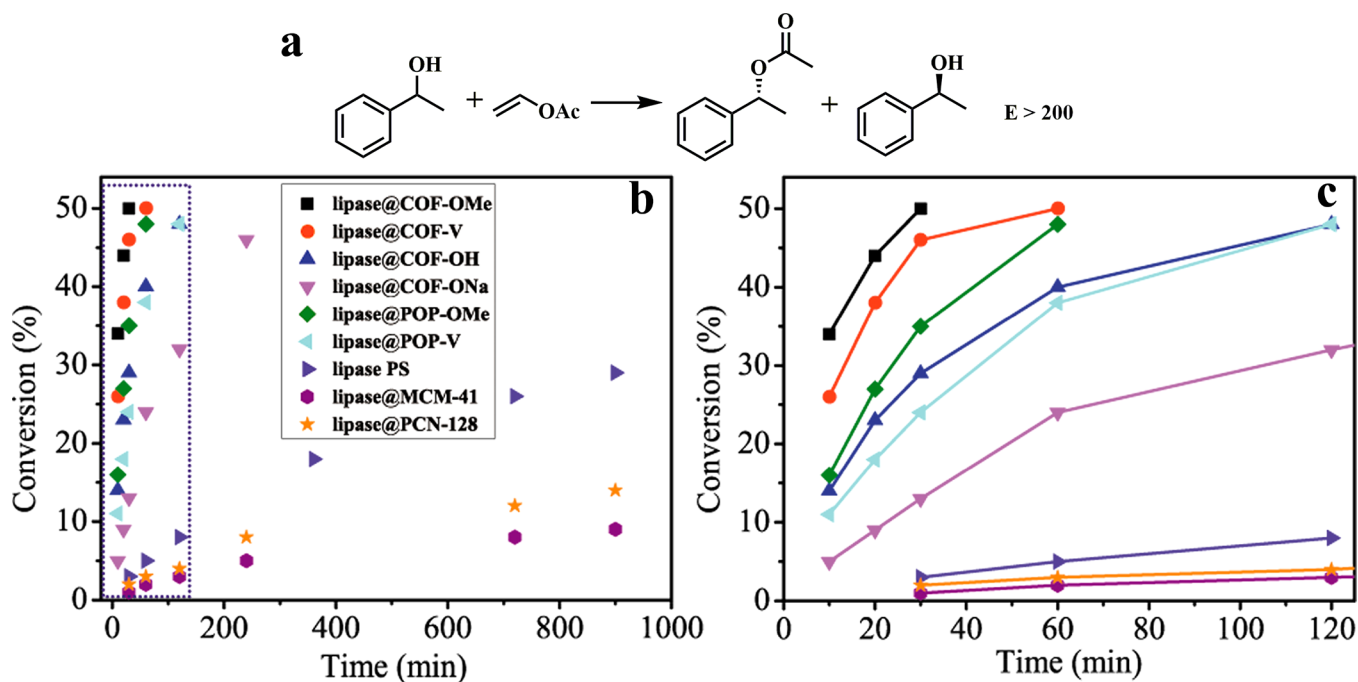 a
OH
+
OAc
O
O
+
OH
E > 200
b
Conversion (%)
50
40
30
20
10
0
lipase@COF-OMe
lipase@COF-V
lipase@COF-OH
lipase@COF-ONa
lipase@POP-OMe
lipase@POP-V
lipase PS
lipase@MCM-41
lipase@PCN-128
0 200 400 600 800 1000
Time (min)
c
Conversion (%)
50
40
30
20
10
0
0 20 40 60 80 100 120
Time (min)